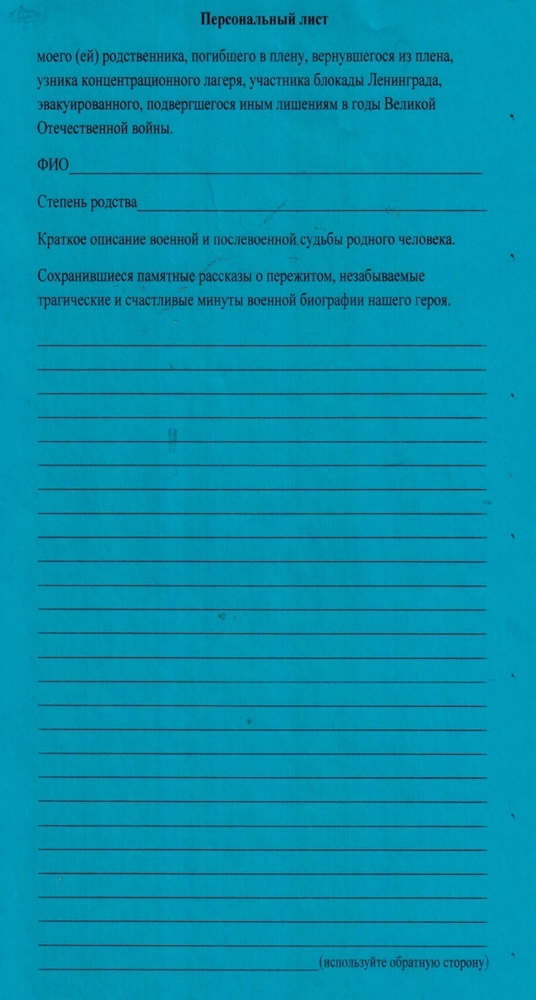 Персональный лист
моего (ей) родственника, погибшего в плену, вернувшегося из плена,
узника концентрационного лагеря, участника блокады Ленинграда,
эвакуированного, подвергшегося иным лишениям в годы Великой
Отечественной войны.
ФИО
Степень родства
Краткое описание военной и послевоенной судьбы родного человека.
Сохранившиеся памятные рассказы о пережитом, незабываемые
трагические и счастливые минуты военной биографии нашего героя.
(используйте обратную сторону)